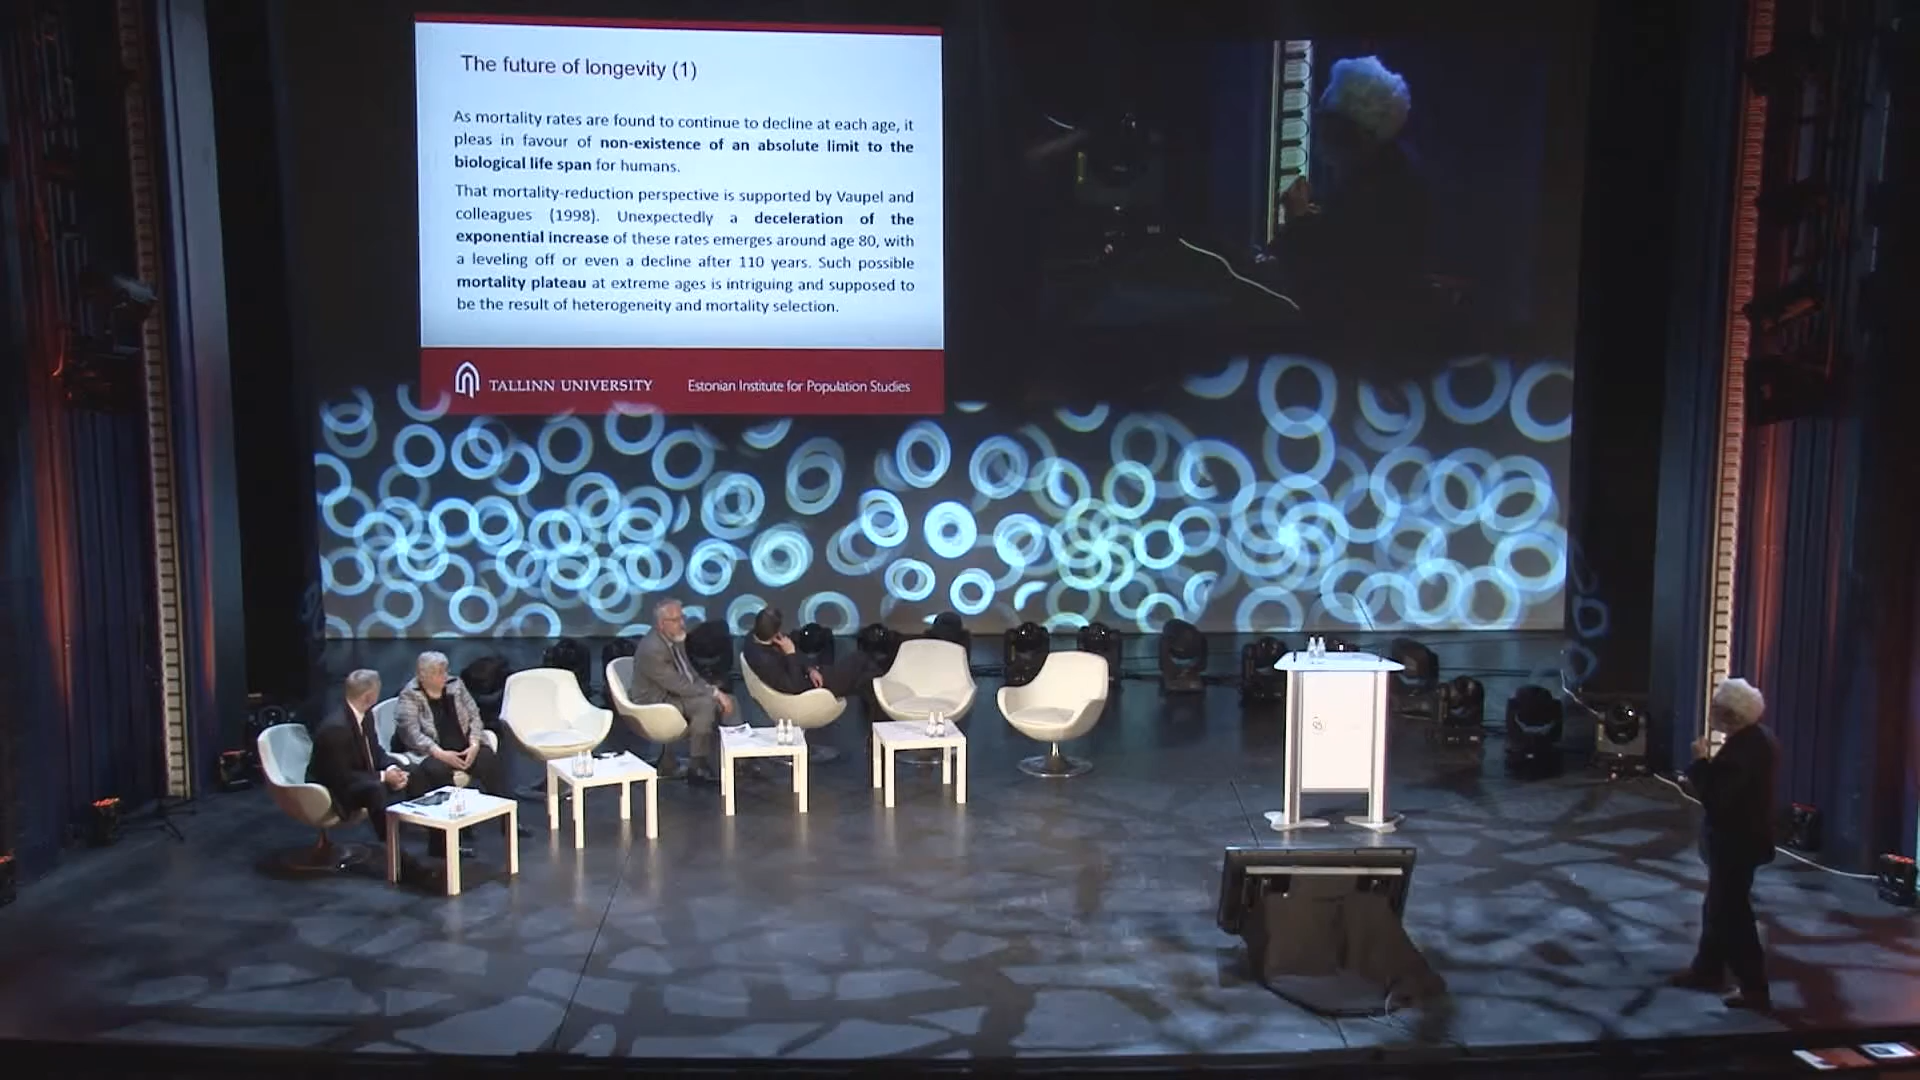 The future of longevity (1)
As mortality rates are found to continue to decline at each age, it
pleas in favour of non-existence of an absolute limit to the
biological life span for humans.
That mortality-reduction perspective is supported by Vaupel and
colleagues (1998). Unexpectedly a deceleration of the
exponential increase of these rates emerges around age 80, with
a leveling off or even a decline after 110 years. Such possible
mortality plateau at extreme ages is intriguing and supposed to
be the result of heterogeneity and mortality selection.
TALLINN UNIVERSITY
Estonian Institute for Population Studies